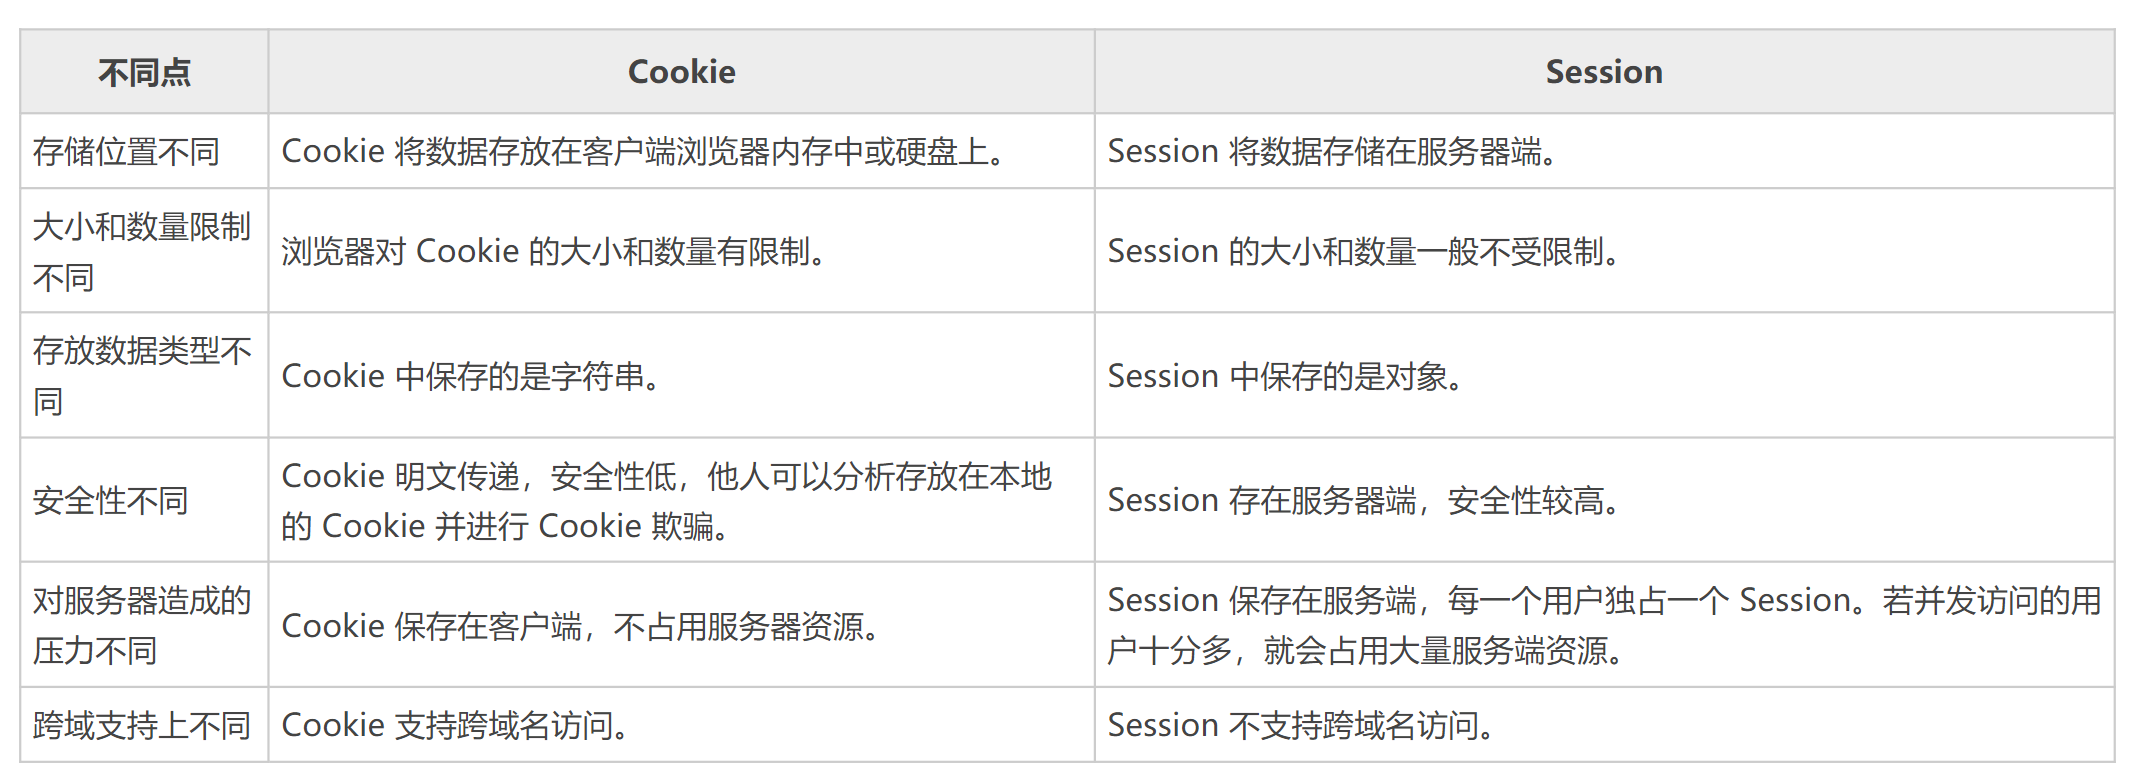 不同点 Cookie Session
存储位置不同 Cookie 将数据存放在客户端浏览器内存中或硬盘上。 Session 将数据存储在服务器端。
大小和数量限制
不同
浏览器对 Cookie 的大小和数量有限制。
Session 的大小和数量一般不受限制。
存放数据类型不
同
Cookie 中保存的是字符串。
Session 中保存的是对象。
安全性不同
Cookie 明文传递，安全性低，他人可以分析存放在本地
的 Cookie 并进行 Cookie 欺骗。
Session 存在服务器端，安全性较高。
对服务器造成的
压力不同
Cookie 保存在客户端，不占用服务器资源。
Session 保存在服务端，每一个用户独占一个 Session。若并发访问的用
户十分多，就会占用大量服务端资源。
跨域支持上不同 Cookie 支持跨域名访问。 Session 不支持跨域名访问。